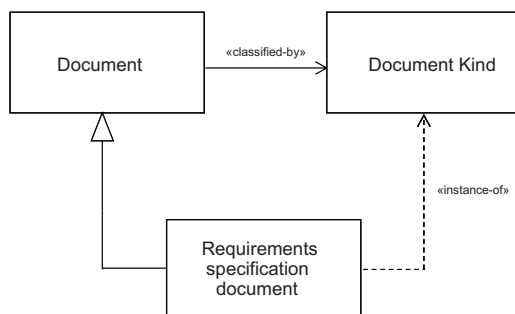 «classified-by»
Document
Document Kind
«instance-of»
Requirements
specification
document